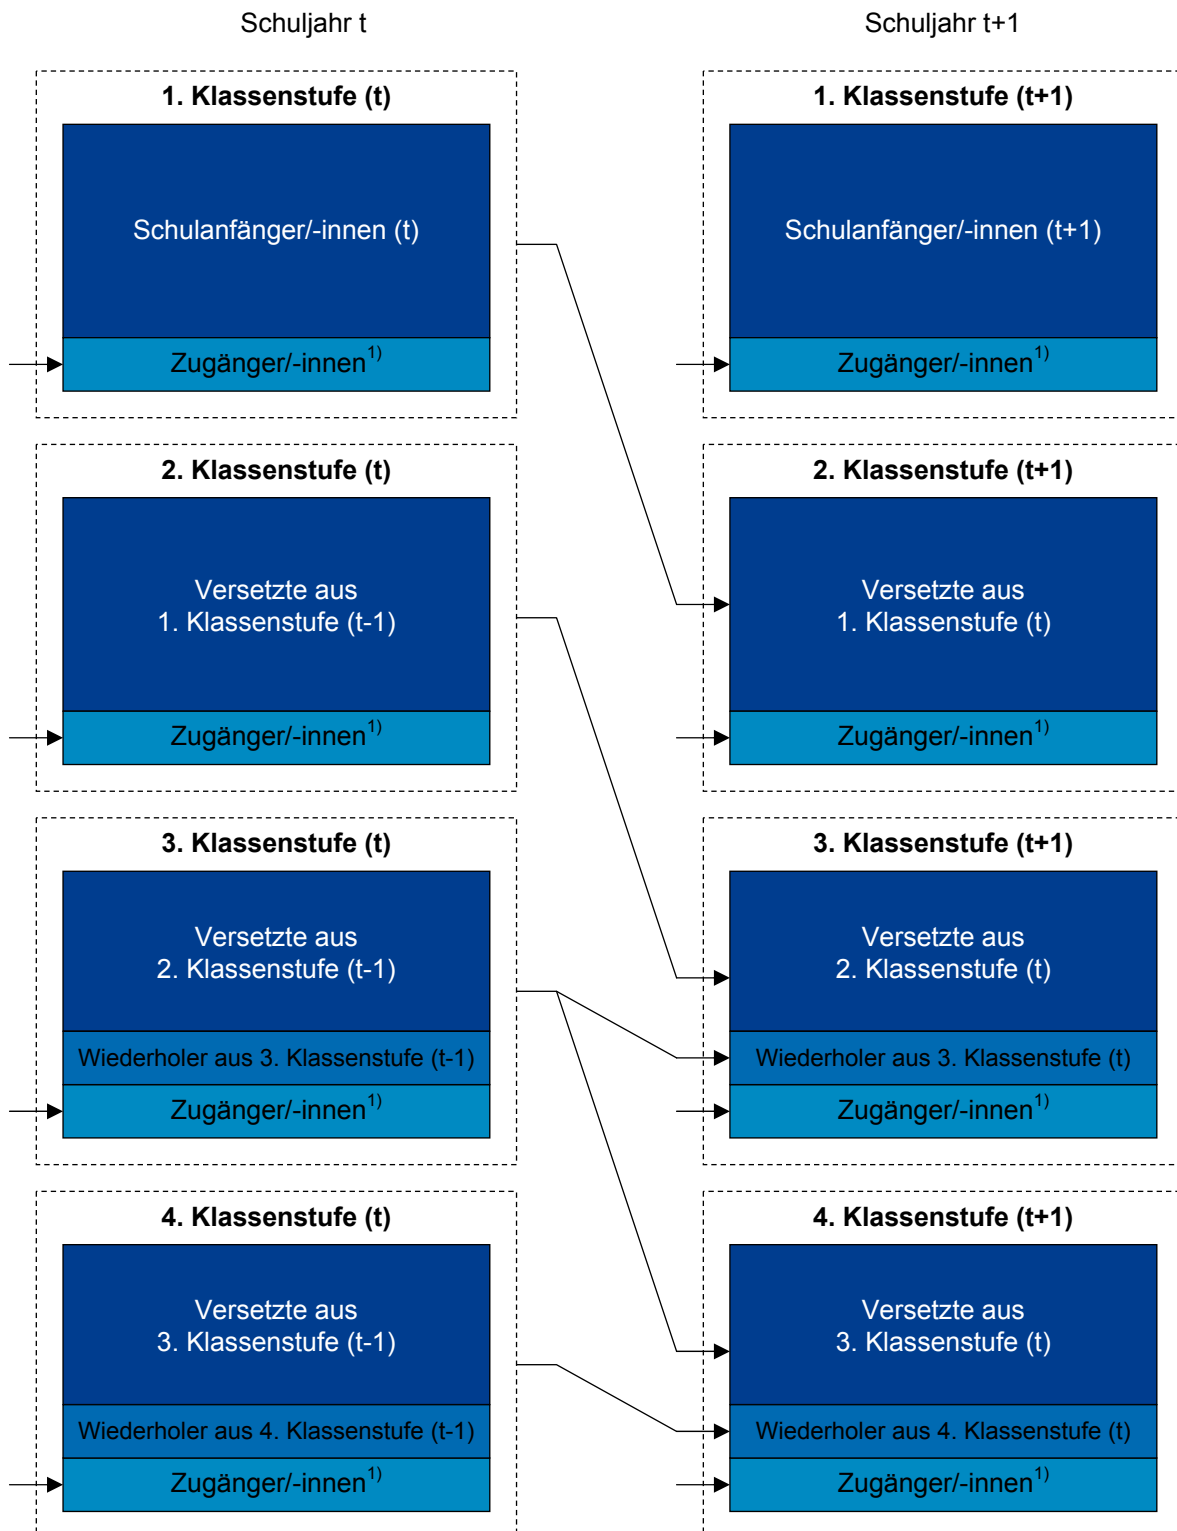 Schuljahr t
Schuljahr t+1
1. Klassenstufe (t)
Schulanfänger/-innen (t)
Zugänger/-innen1)
1. Klassenstufe (t+1)
Schulanfänger/-innen (t+1)
Zugänger/-innen1)
2. Klassenstufe (t)
Versetzte aus
1. Klassenstufe (t-1)
Zugänger/-innen1)
2. Klassenstufe (t+1)
Versetzte aus
1. Klassenstufe (t)
Zugänger/-innen1)
3. Klassenstufe (t)
Versetzte aus
2. Klassenstufe (t-1)
Wiederholer aus 3. Klassenstufe (t-1)
Zugänger/-innen1)
3. Klassenstufe (t+1)
Versetzte aus
2. Klassenstufe (t)
Wiederholer aus 3. Klassenstufe (t)
Zugänger/-innen1)
4. Klassenstufe (t)
Versetzte aus
3. Klassenstufe (t-1)
Wiederholer aus 4. Klassenstufe (t-1)
Zugänger/-innen1)
4. Klassenstufe (t+1)
Versetzte aus
3. Klassenstufe (t)
Wiederholer aus 4. Klassenstufe (t)
Zugänger/-innen1)